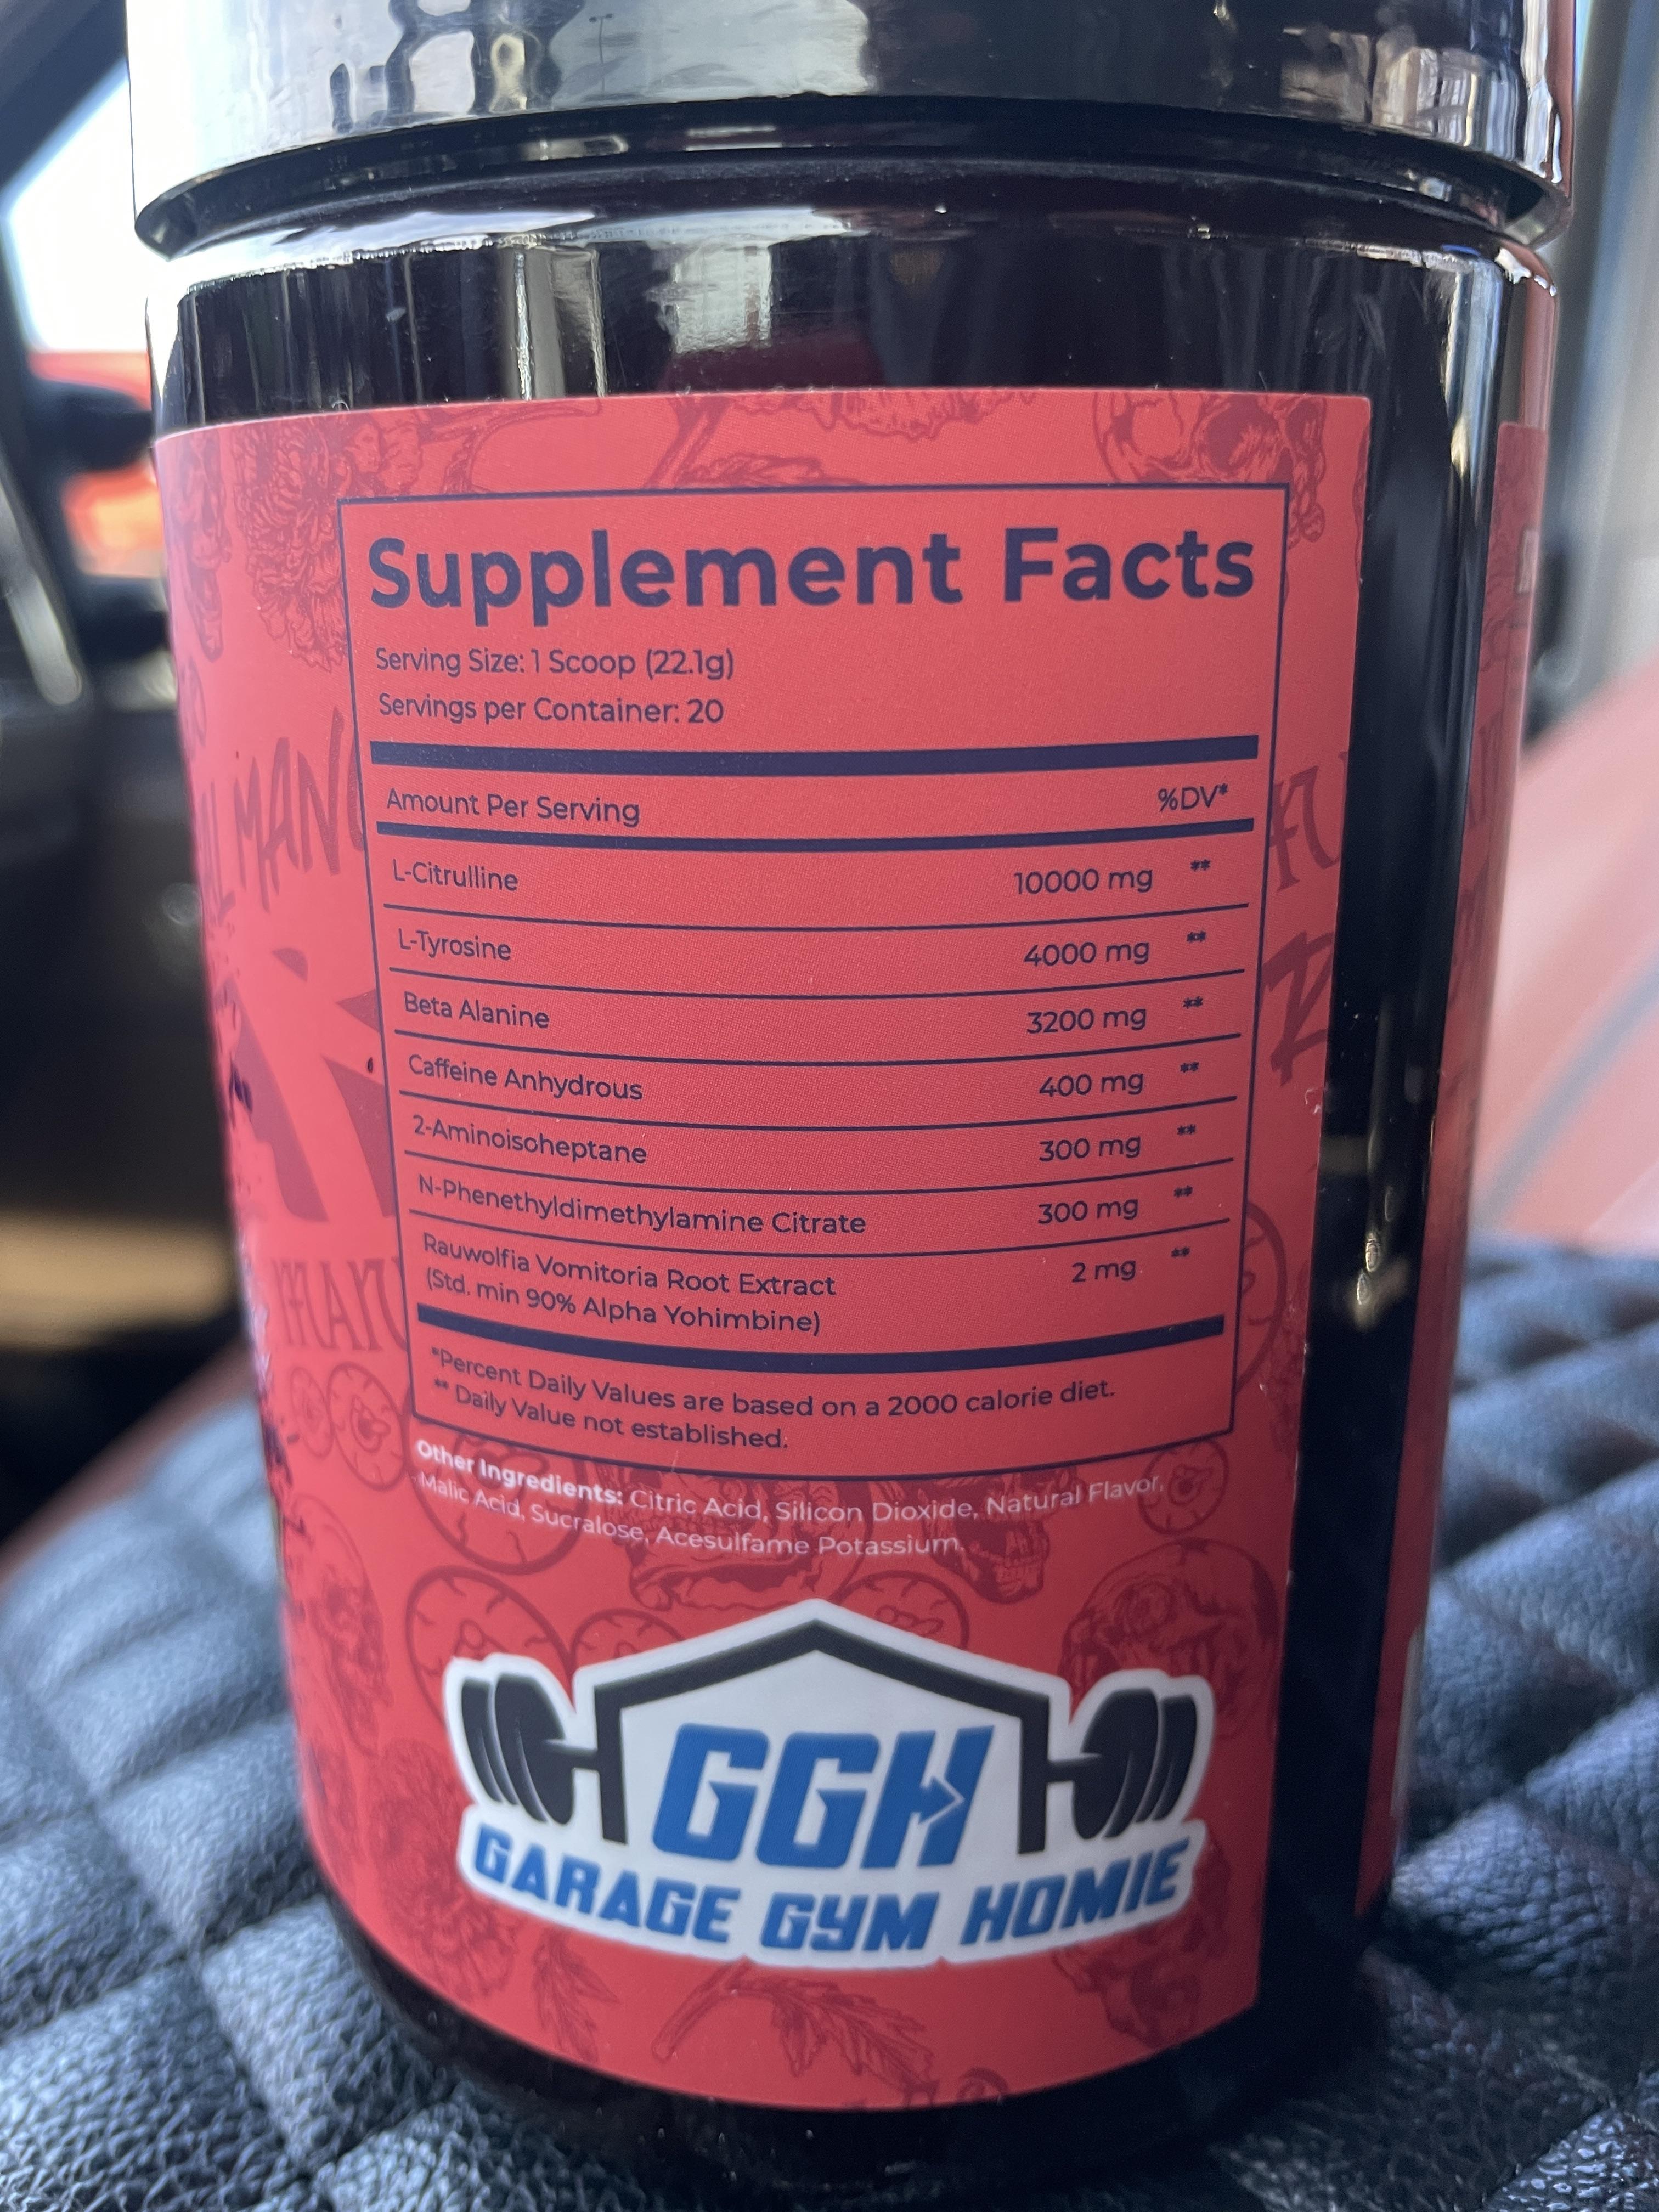 Supplement Facts
Serving Size: 1 Scoop (22.1g)
Servings per Container: 20
Amount Per Serving %DV*
L-Citrulline 10000 mg **
L-Tyrosine 4000 mg **
Beta Alanine 3200 mg **
Caffeine Anhydrous 400 mg **
2-Aminoisoheptane 300 mg **
N-Phenethyldimethylamine Citrate 300 mg **
Rauwolfia Vomitoria Root Extract 2 mg **
(Std. min 90% Alpha Yohimbine)
*Percent Daily Values are based on a 2000 calorie diet.
** Daily Value not established.
Other Ingredients: Citric Acid, Silicon Dioxide, Natural Flavor,
Malic Acid, Sucralose, Acesulfame Potassium.
GGH
GARAGE GYM HOMIE